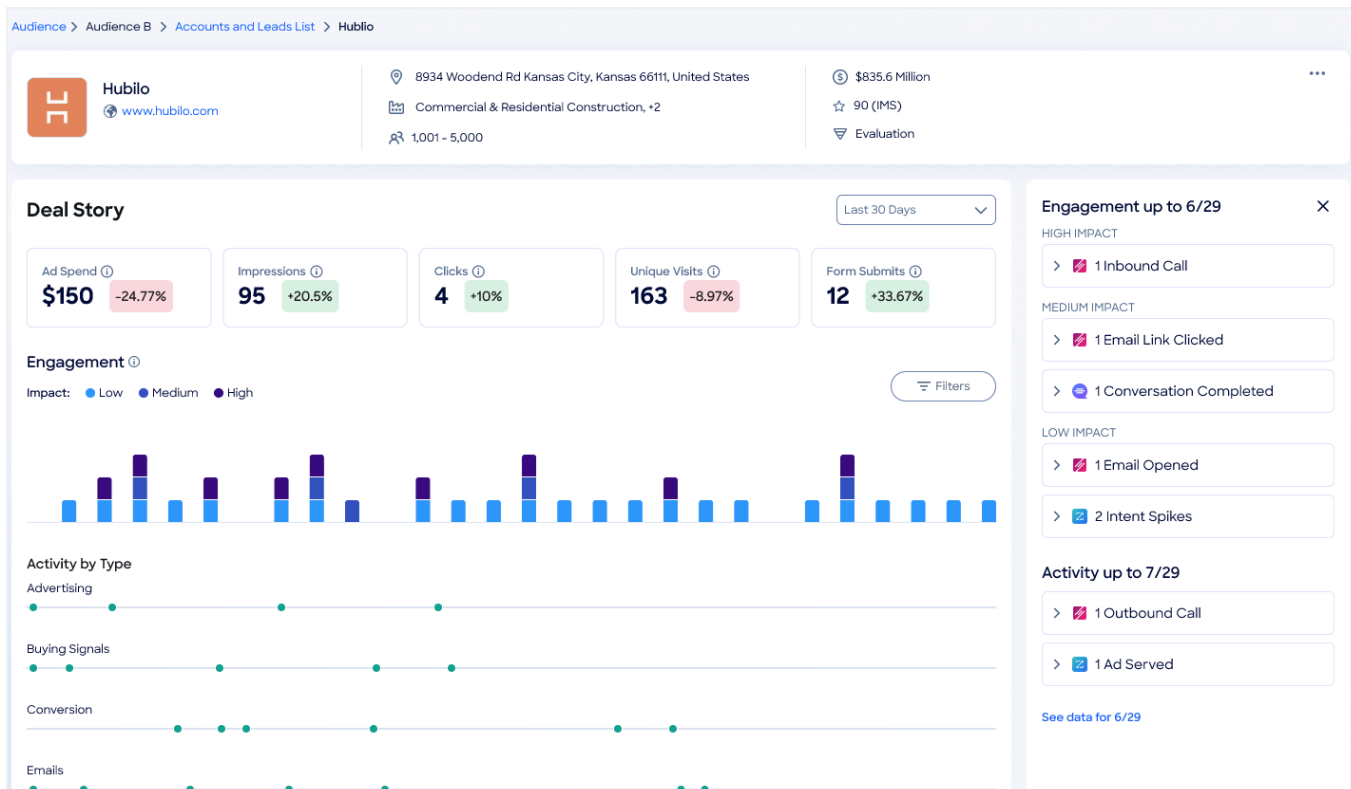 Audience > Audience B > Accounts and Leads List > Hublio
Hubilo
www.hubilo.com
8934 Woodend Rd Kansas City, Kansas 66111, United States
Commercial & Residential Construction, +2
1,001 - 5,000
$835.6 Million
90 (IMS)
Evaluation
Deal Story
Last 30 Days
Ad Spend
$150 -24.77%
Impressions
95 +20.5%
Clicks
4 +10%
Unique Visits
163 -8.97%
Form Submits
12 +33.67%
Engagement
Impact: Low Medium High
Filters
Activity by Type
Advertising
Buying Signals
Conversion
Emails
Engagement up to 6/29
HIGH IMPACT
1 Inbound Call
MEDIUM IMPACT
1 Email Link Clicked
1 Conversation Completed
LOW IMPACT
1 Email Opened
2 Intent Spikes
Activity up to 7/29
1 Outbound Call
1 Ad Served
See data for 6/29